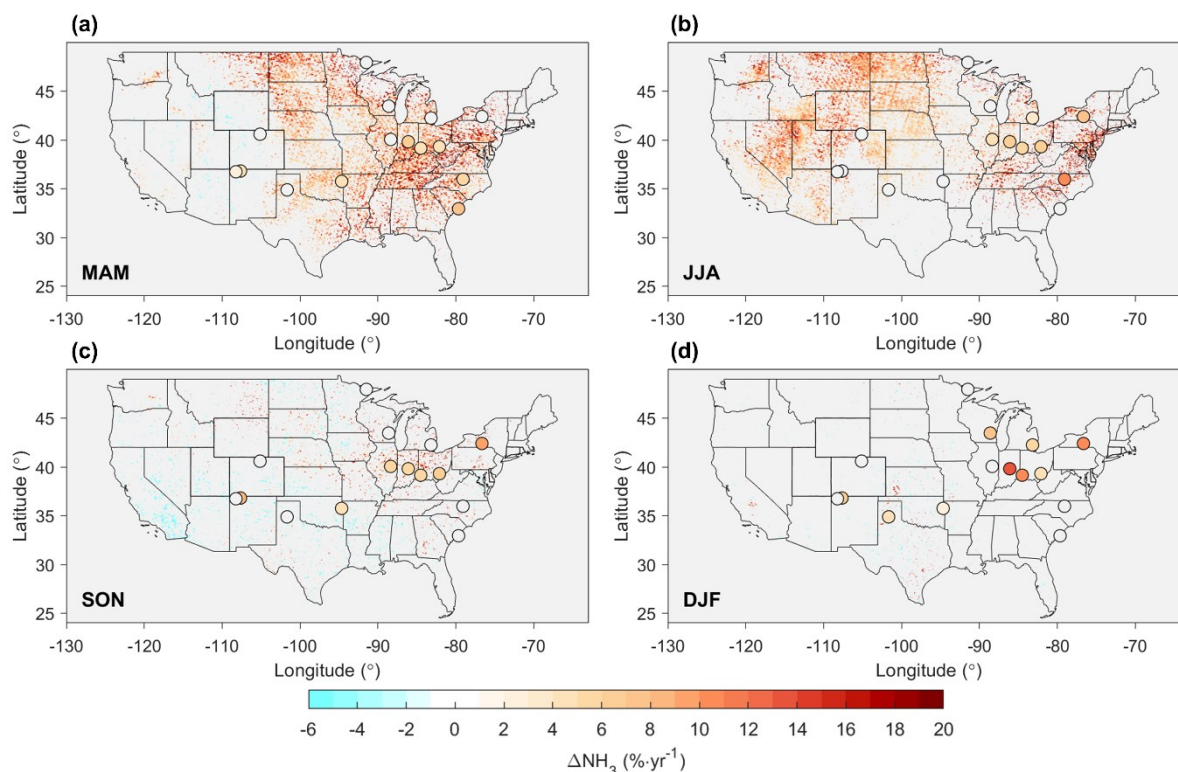 (a)
(b)
Latitude (°)
45
40
35
30
25
MAM
-130 -120 -110 -100 -90 -80 -70
Longitude (°)
Latitude (°)
45
40
35
30
25
JJA
-130 -120 -110 -100 -90 -80 -70
Longitude (°)
(c)
(d)
Latitude (°)
45
40
35
30
25
SON
-130 -120 -110 -100 -90 -80 -70
Longitude (°)
Latitude (°)
45
40
35
30
25
DJF
-130 -120 -110 -100 -90 -80 -70
Longitude (°)
-6 -4 -2 0 2 4 6 8 10 12 14 16 18 20
ΔNH₃ (%·yr⁻¹)